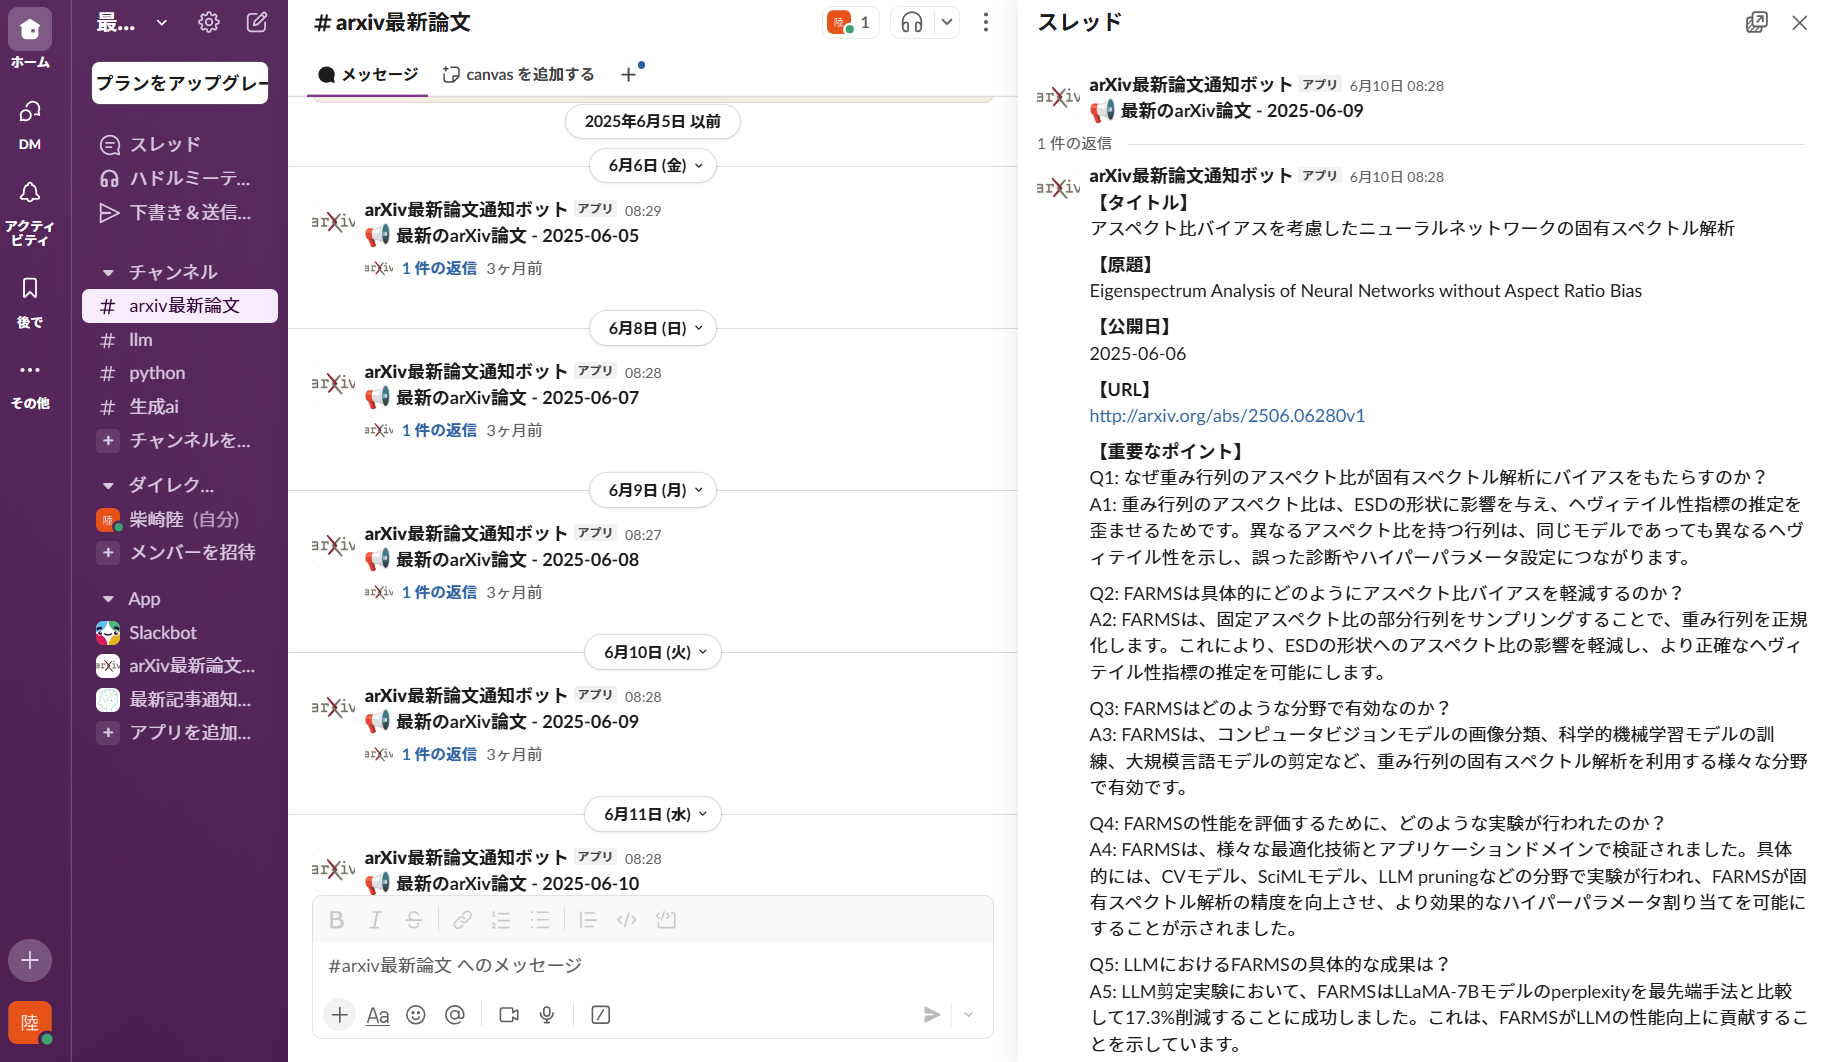 ホーム
DM
アクティ
ビティ
後で
その他
陸
最...
プランをアップグレー
スレッド
ハドルミーテ...
下書き＆送信...
チャンネル
# arxiv最新論文
# llm
# python
# 生成ai
チャンネルを...
ダイレク...
陸 柴崎陸 (自分)
メンバーを招待
App
Slackbot
arXiv arXiv最新論文...
最新記事通知...
アプリを追加...
# arxiv最新論文
陸 1
メッセージ
canvas を追加する
2025年6月5日 以前
6月6日 (金)
arXiv
arXiv最新論文通知ボット アプリ 08:29
最新のarXiv論文 - 2025-06-05
arXiv 1 件の返信 3ヶ月前
6月8日 (日)
arXiv
arXiv最新論文通知ボット アプリ 08:28
最新のarXiv論文 - 2025-06-07
arXiv 1 件の返信 3ヶ月前
6月9日 (月)
arXiv
arXiv最新論文通知ボット アプリ 08:27
最新のarXiv論文 - 2025-06-08
arXiv 1 件の返信 3ヶ月前
6月10日 (火)
arXiv
arXiv最新論文通知ボット アプリ 08:28
最新のarXiv論文 - 2025-06-09
arXiv 1 件の返信 3ヶ月前
6月11日 (水)
arXiv
arXiv最新論文通知ボット アプリ 08:28
最新のarXiv論文 - 2025-06-10
B I S
#arxiv最新論文 へのメッセージ
Aa @
スレッド
arXiv
arXiv最新論文通知ボット アプリ 6月10日 08:28
最新のarXiv論文 - 2025-06-09
1 件の返信
arXiv
arXiv最新論文通知ボット アプリ 6月10日 08:28
【タイトル】
アスペクト比バイアスを考慮したニューラルネットワークの固有スペクトル解析
【原題】
Eigenspectrum Analysis of Neural Networks without Aspect Ratio Bias
【公開日】
2025-06-06
【URL】
http://arxiv.org/abs/2506.06280v1
【重要なポイント】
Q1: なぜ重み行列のアスペクト比が固有スペクトル解析にバイアスをもたらすのか？
A1: 重み行列のアスペクト比は、ESDの形状に影響を与え、ヘヴィテイル性指標の推定を
歪ませるためです。異なるアスペクト比を持つ行列は、同じモデルであっても異なるヘヴ
ィテイル性を示し、誤った診断やハイパーパラメータ設定につながります。
Q2: FARMSは具体的にどのようにアスペクト比バイアスを軽減するのか？
A2: FARMSは、固定アスペクト比の部分行列をサンプリングすることで、重み行列を正規
化します。これにより、ESDの形状へのアスペクト比の影響を軽減し、より正確なヘヴィ
テイル性指標の推定を可能にします。
Q3: FARMSはどのような分野で有効なのか？
A3: FARMSは、コンピュータビジョンモデルの画像分類、科学的機械学習モデルの訓
練、大規模言語モデルの剪定など、重み行列の固有スペクトル解析を利用する様々な分野
で有効です。
Q4: FARMSの性能を評価するために、どのような実験が行われたのか？
A4: FARMSは、様々な最適化技術とアプリケーションドメインで検証されました。具体
的には、CVモデル、SciMLモデル、LLM pruningなどの分野で実験が行われ、FARMSが固
有スペクトル解析の精度を向上させ、より効果的なハイパーパラメータ割り当てを可能に
することが示されました。
Q5: LLMにおけるFARMSの具体的な成果は？
A5: LLM剪定実験において、FARMSはLLaMA-7Bモデルのperplexityを最先端手法と比較
して17.3%削減することに成功しました。これは、FARMSがLLMの性能向上に貢献するこ
とを示しています。